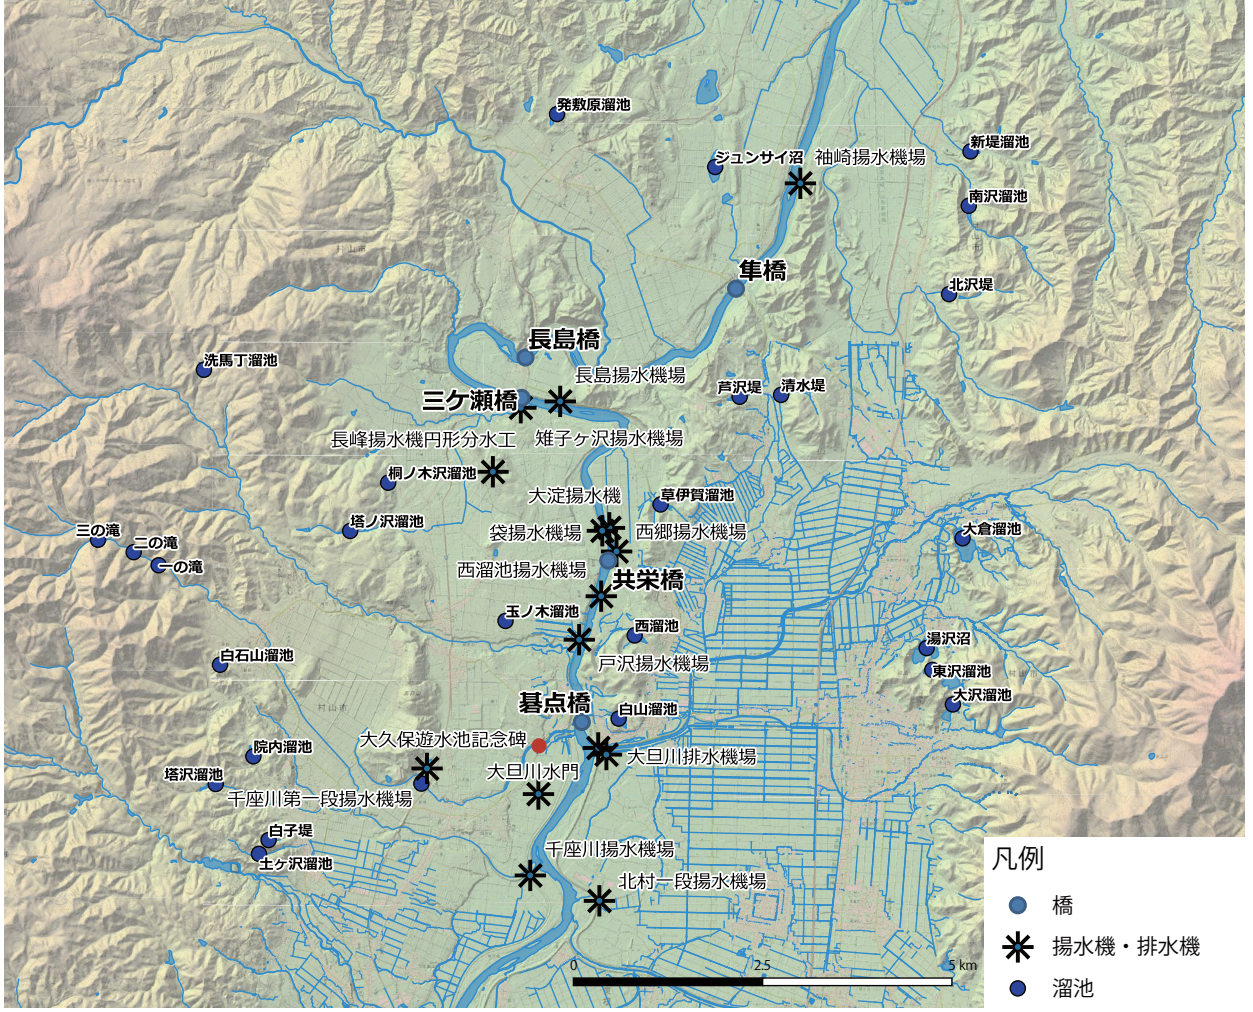 発敷原溜池
新堤溜池
ジュンサイ沼
袖崎揚水機場
南沢溜池
村山市
隼橋
北沢堤
長島橋
洗馬丁溜池
長島揚水機場
芦沢堤
清水堤
三ケ瀬橋
長峰揚水機円形分水工
雉子ヶ沢揚水機場
桐ノ木沢溜池
大淀揚水機
草伊賀溜池
塔ノ沢溜池
三の滝
袋揚水機場
西郷揚水機場
大倉溜池
二の滝
一の滝
西溜池揚水機場
共栄橋
玉ノ木溜池
西溜池
湯沢沼
白石山溜池
戸沢揚水機場
東沢溜池
村山市
大沢溜池
碁点橋
村山市
白山溜池
大久保遊水池記念碑
院内溜池
大旦川排水機場
塔沢溜池
大旦川水門
千座川第一段揚水機場
白子堤
土ヶ沢溜池
千座川揚水機場
北村一段揚水機場
凡例
橋
揚水機・排水機
溜池
0 2.5 5 km